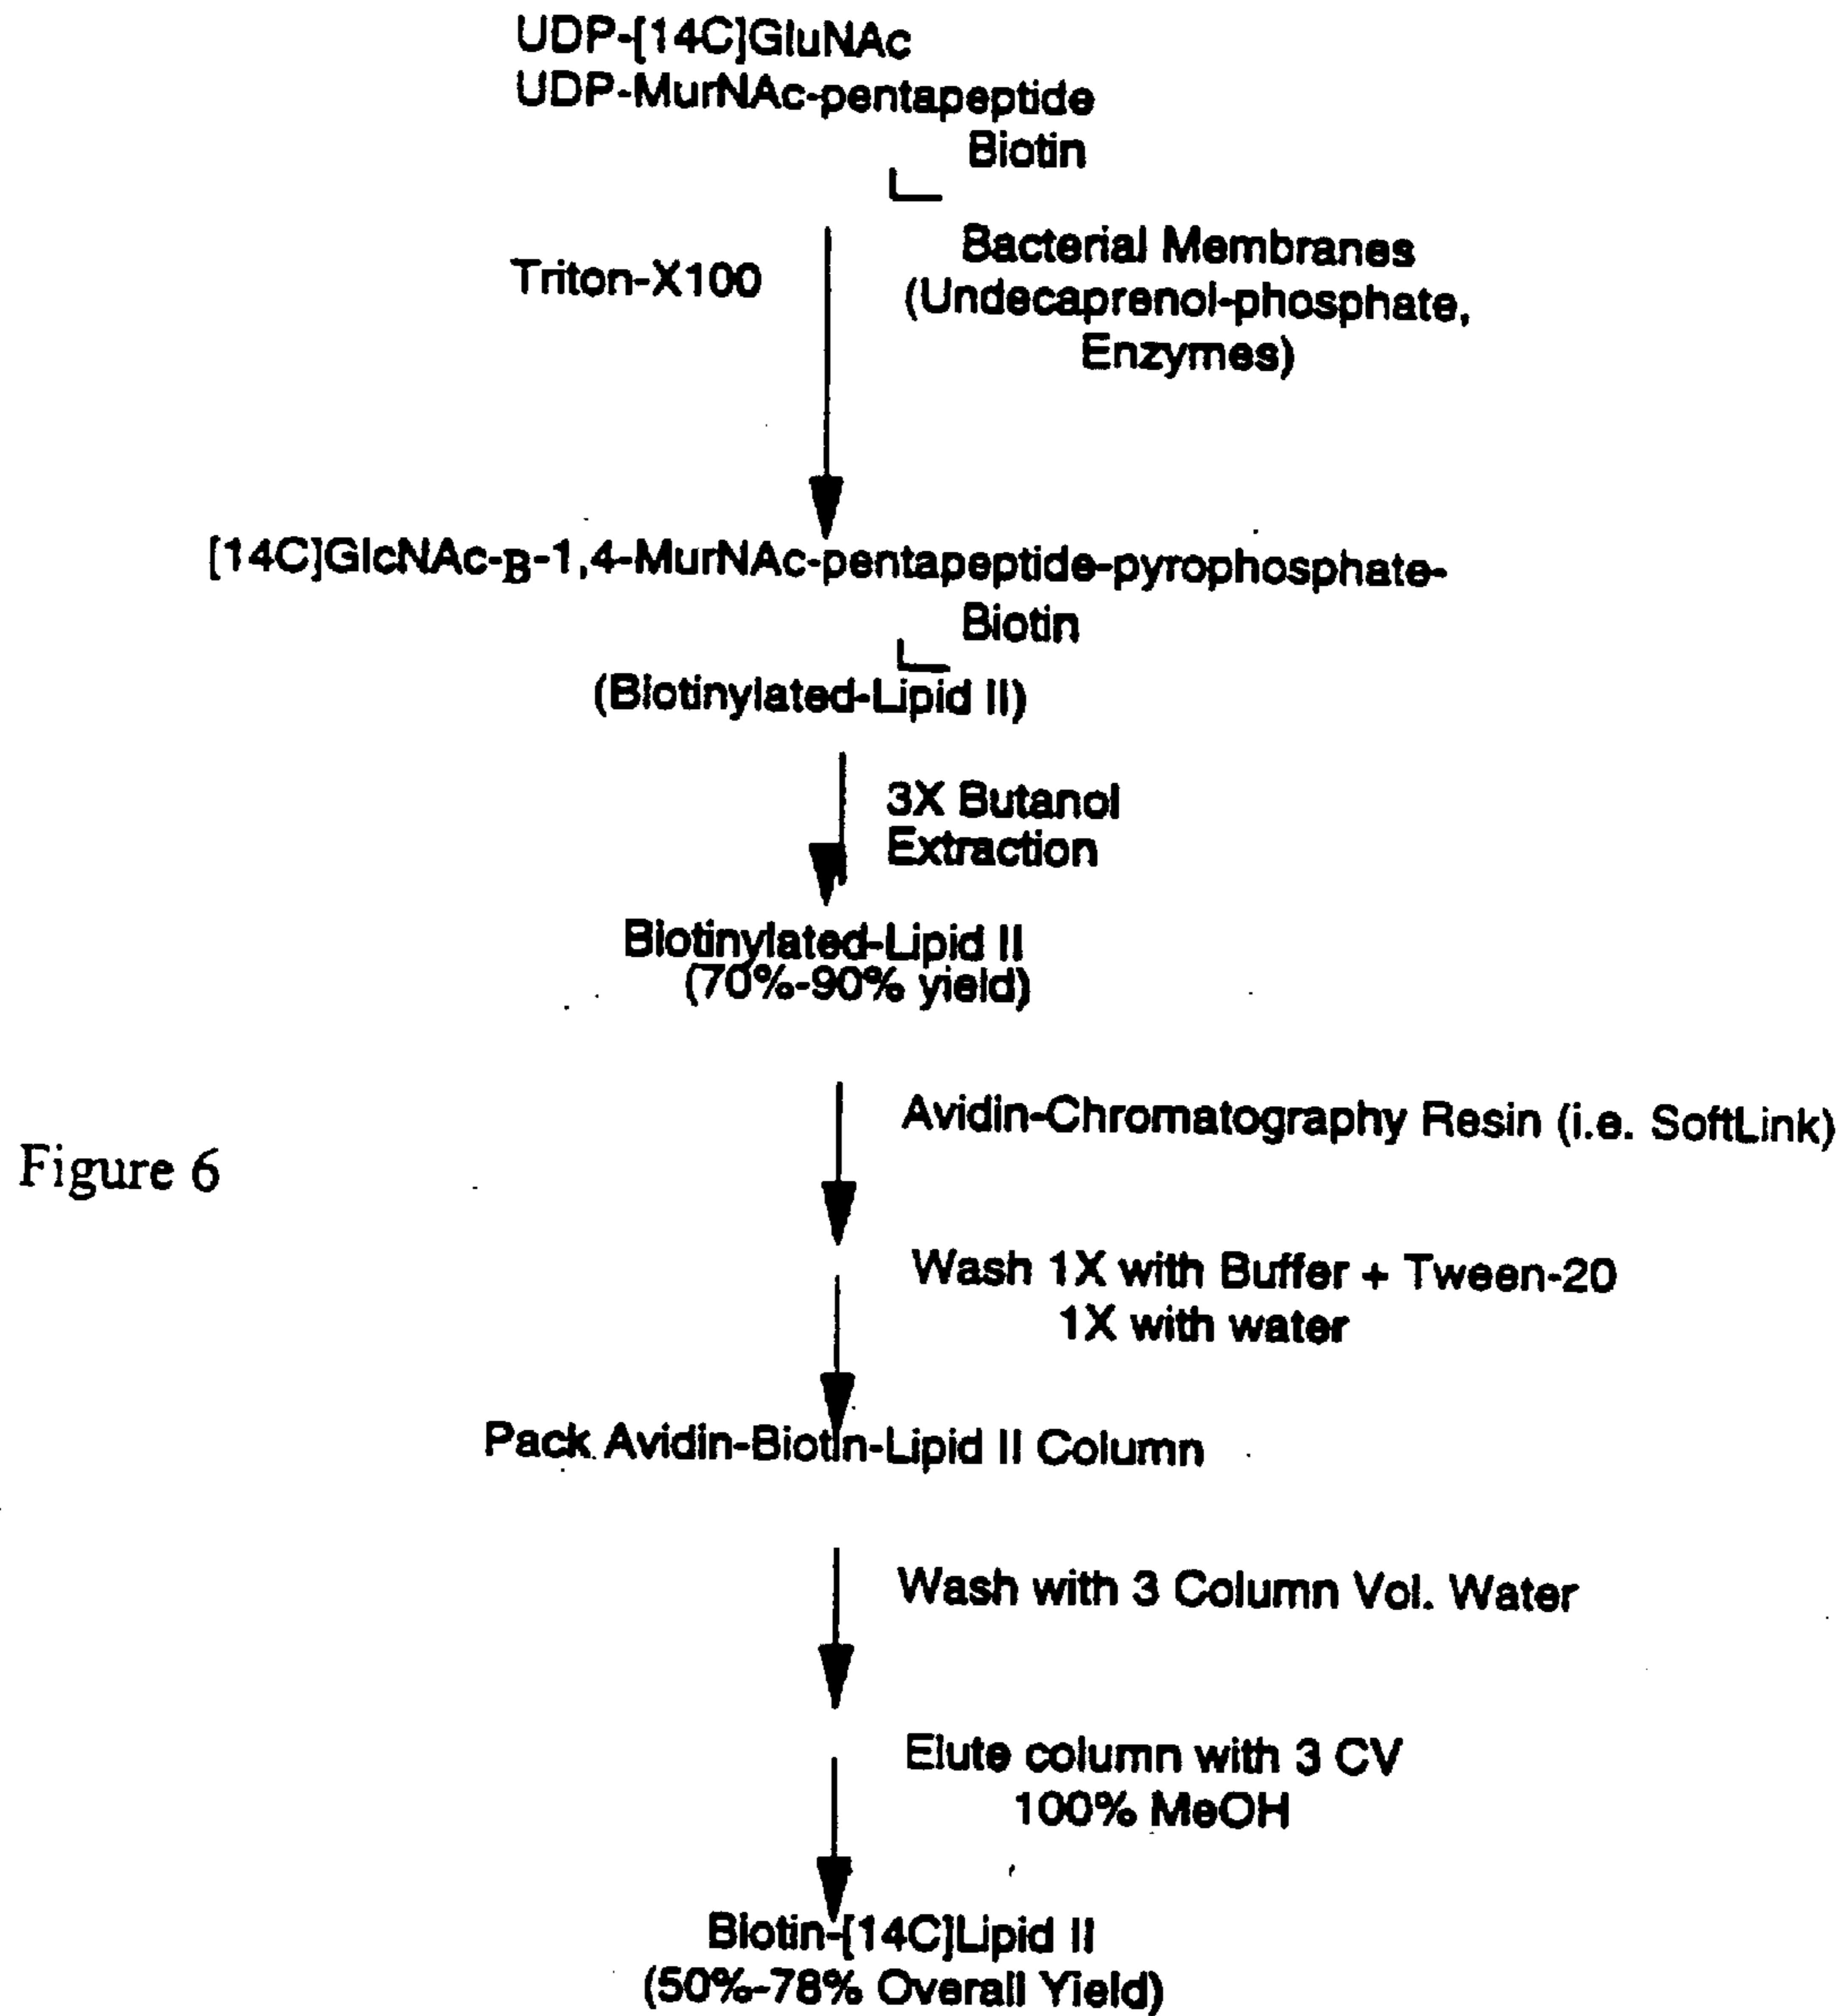 UDP-[14C]GluNAc
UDP-MurNAc-pentapeptide
Biotin
Triton-X100
Bacterial Membranes
(Undecaprenol-phosphate,
Enzymes)
[14C]GlcNAc-B-1,4-MurNAc-pentapeptide-pyrophosphate-
Biotin
(Biotinylated-Lipid II)
3X Butanol
Extraction
Biotinylated-Lipid II
(70%-90% yield)
Avidin-Chromatography Resin (i.e. SoftLink)
Figure 6
Wash 1X with Buffer + Tween-20
1X with water
Pack Avidin-Biotin-Lipid II Column
Wash with 3 Column Vol. Water
Elute column with 3 CV
100% MeOH
Biotin-[14C]Lipid II
(50%-78% Overall Yield)